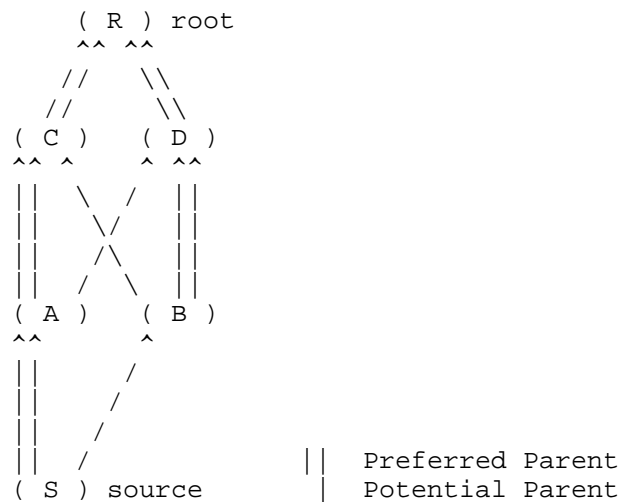 ( R ) root
( C ) ( D )
( A ) ( B )
|| Preferred Parent
( S ) source | Potential Parent